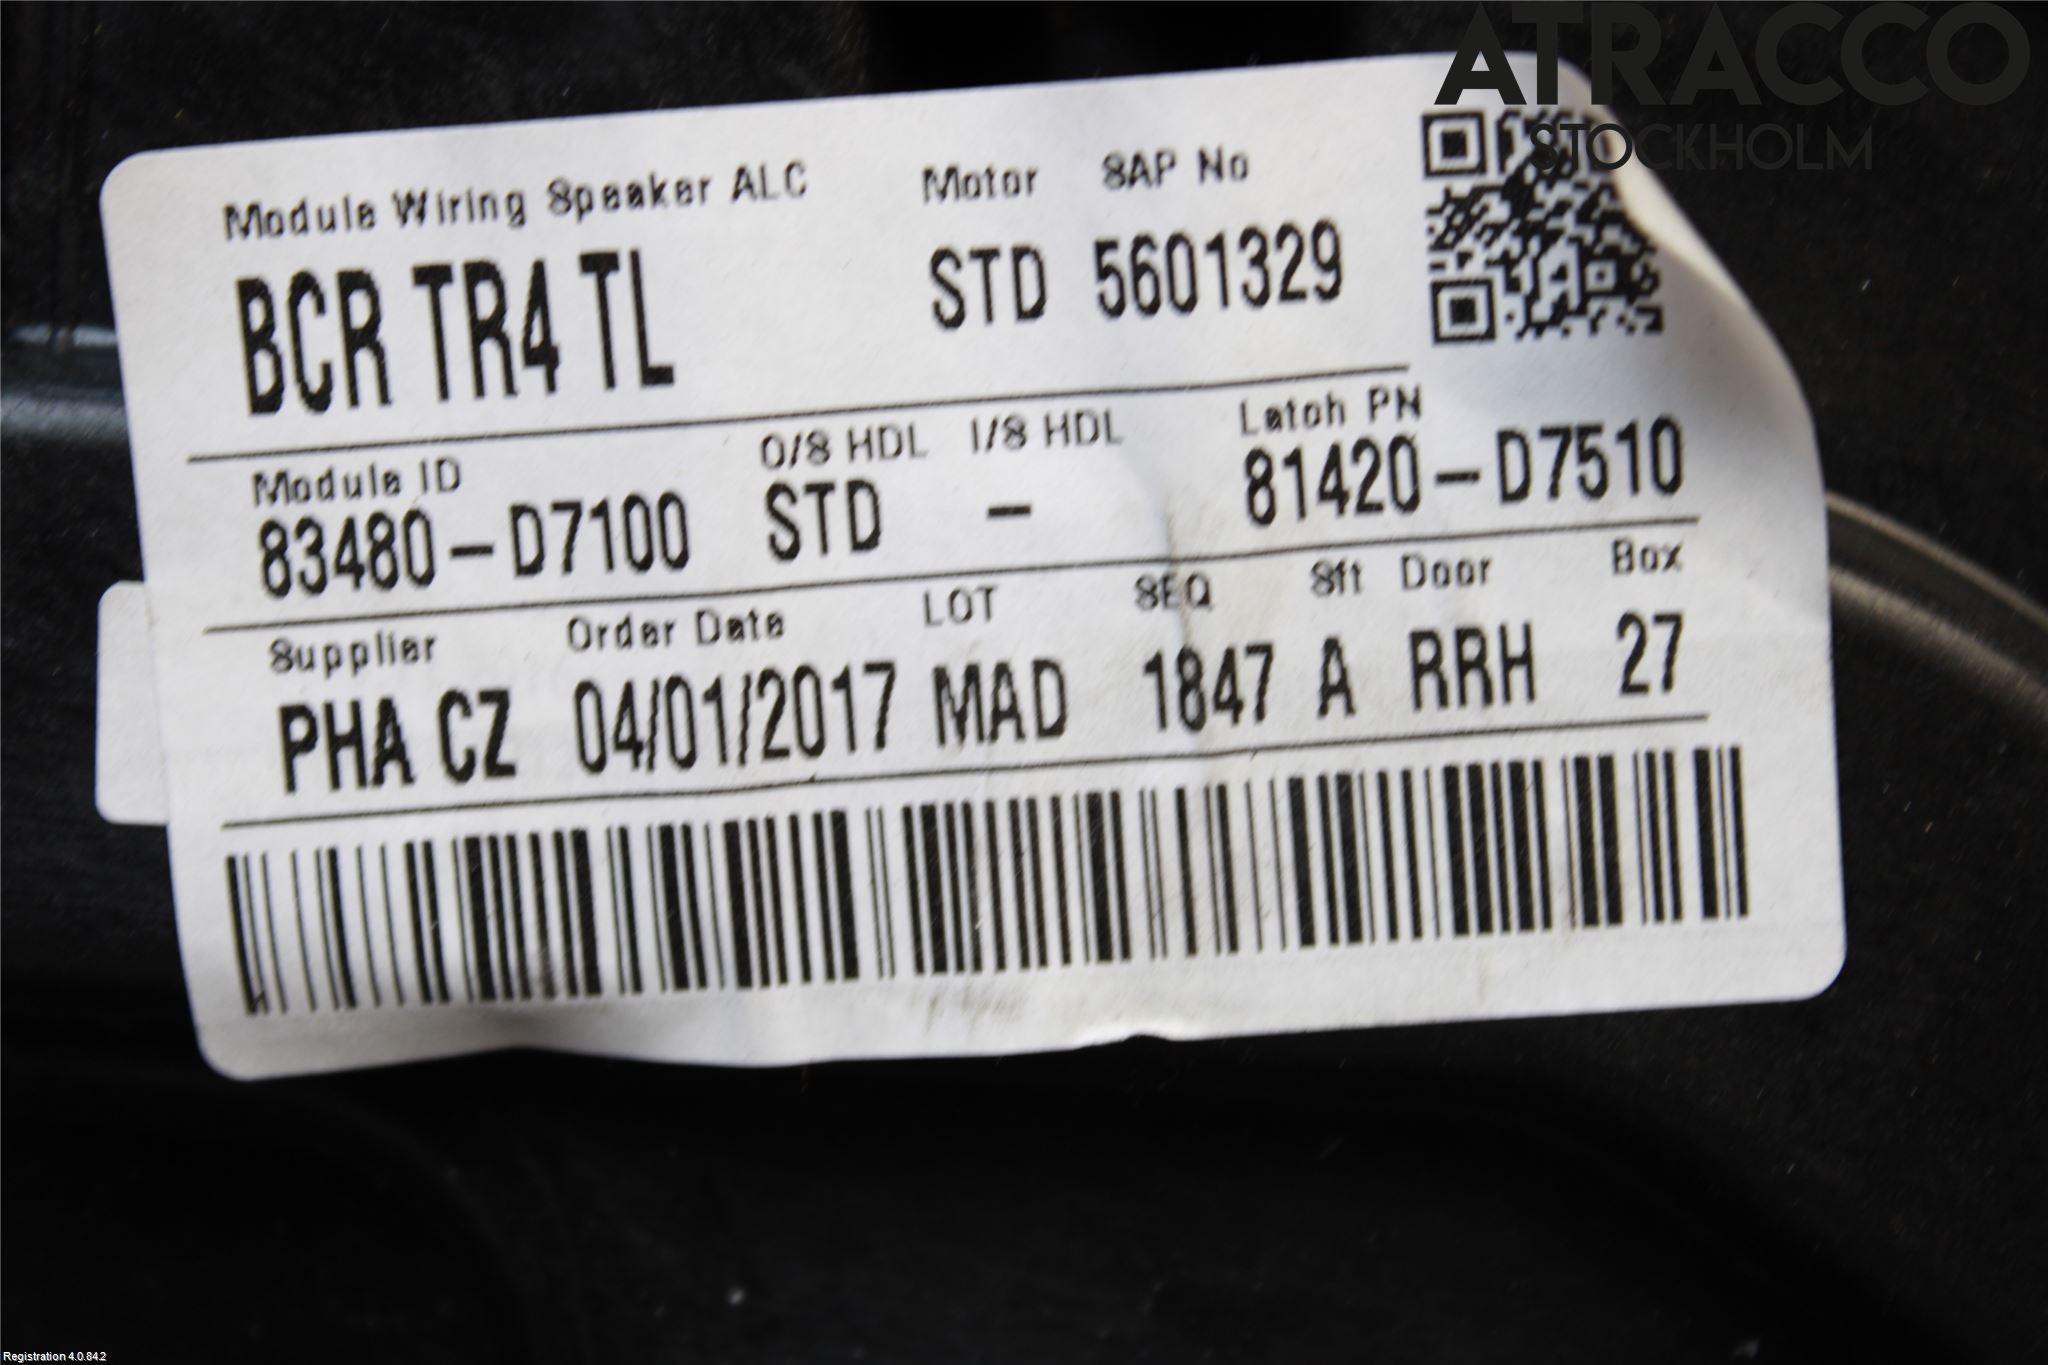 ATRACCO
STOCKHOLM
Module Wiring Speaker ALC Motor SAP No
BCR TR4 TL STD 5601329
Module ID O/S HDL I/S HDL Latch PN
83480-D7100 STD - 81420-D7510
Supplier Order Date LOT SEQ Sft Door Box
PHA CZ 04/01/2017 MAD 1847 A RRH 27
Registration 4.0.84.2